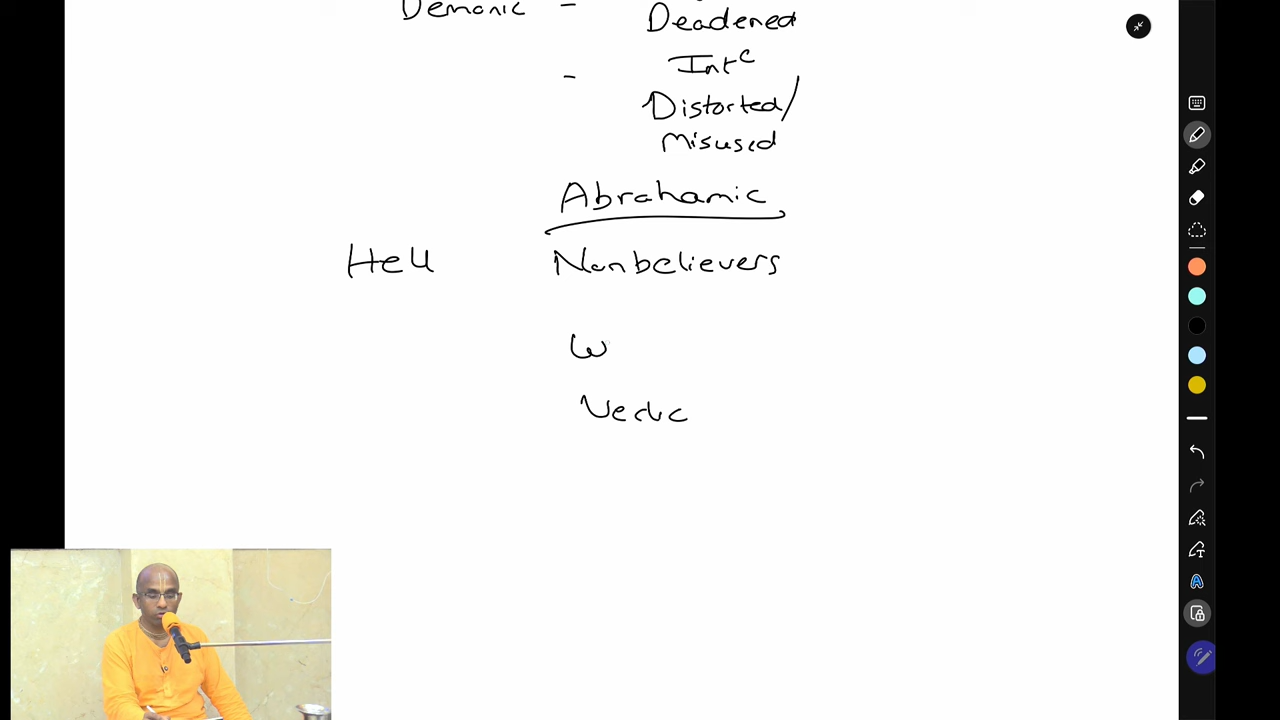 Demonic -
Deadened
- Int^c
Distorted/
Misused
Abrahamic
Hell Nonbelievers
W
Vedic